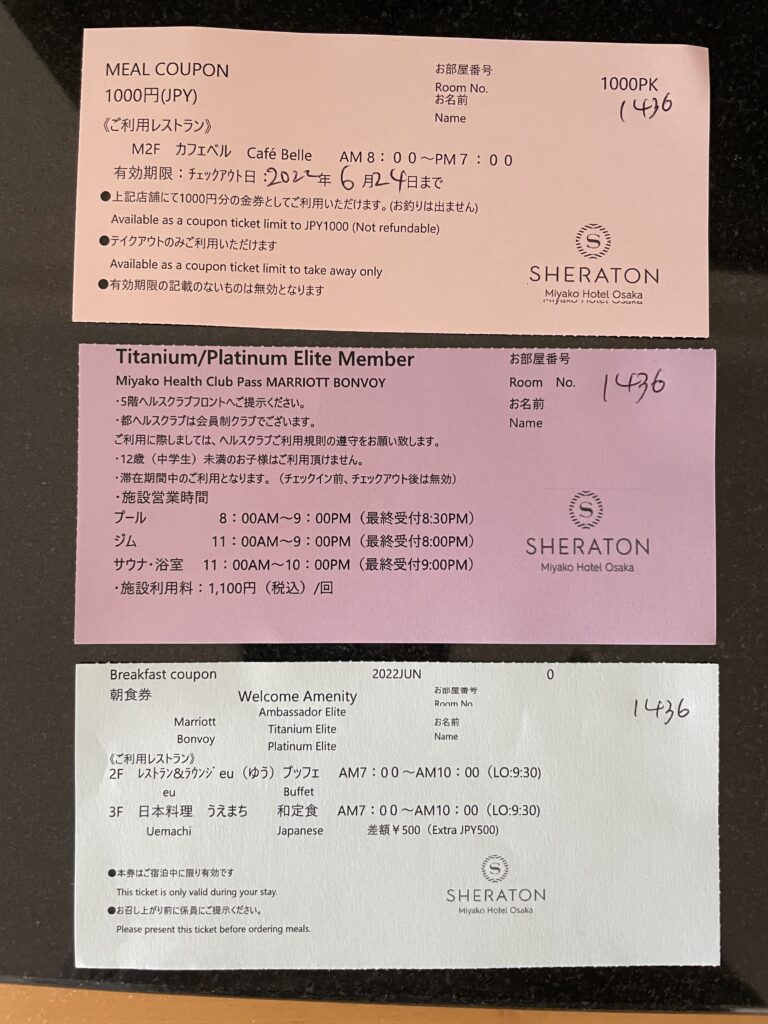 MEAL COUPON
お部屋番号
1000PK
1000円(JPY)
Room No.
1436
お名前
Name
《ご利用レストラン》
M2F カフェベル Café Belle AM 8：００〜PM 7：００
有効期限：チェックアウト日：2022年 6月24日まで
●上記店舗にて1000円分の金券としてご利用いただけます。(お釣りは出ません)
Available as a coupon ticket limit to JPY1000 (Not refundable)
●テイクアウトのみご利用いただけます
Available as a coupon ticket limit to take away only
●有効期限の記載のないものは無効となります
S
SHERATON
Miyako Hotel Osaka
Titanium/Platinum Elite Member
お部屋番号
Miyako Health Club Pass MARRIOTT BONVOY
Room No.
1436
お名前
Name
・5階ヘルスクラブフロントへご提示ください。
・都ヘルスクラブは会員制クラブでございます。
ご利用に際しましては、ヘルスクラブご利用規則の遵守をお願い致します。
・12歳（中学生）未満のお子様はご利用頂けません。
・滞在期間中のご利用となります。（チェックイン前、チェックアウト後は無効）
・施設営業時間
プール 8：00AM〜9：00PM（最終受付8:30PM）
ジム 11：00AM〜9：00PM（最終受付8:00PM）
サウナ・浴室 11：00AM〜10：00PM（最終受付9:00PM）
・施設利用料：1,100円（税込）/回
S
SHERATON
Miyako Hotel Osaka
Breakfast coupon
2022JUN
0
朝食券
Welcome Amenity
お部屋番号
Room No
1436
Ambassador Elite
Marriott
Titanium Elite
お名前
Bonvoy
Platinum Elite
Name
《ご利用レストラン》
2F ﾚｽﾄﾗﾝ&ﾗｳﾝｼﾞ eu（ゆう）ブッフェ AM7：００〜AM10：00（LO:9:30)
eu Buffet
3F 日本料理 うえまち 和定食 AM7：００〜AM10：00（LO:9:30)
Uemachi Japanese 差額￥500（Extra JPY500)
●本券はご宿泊中に限り有効です
This ticket is only valid during your stay.
●お召し上がり前に係員にご提示ください。
Please present this ticket before ordering meals.
S
SHERATON
Miyako Hotel Osaka